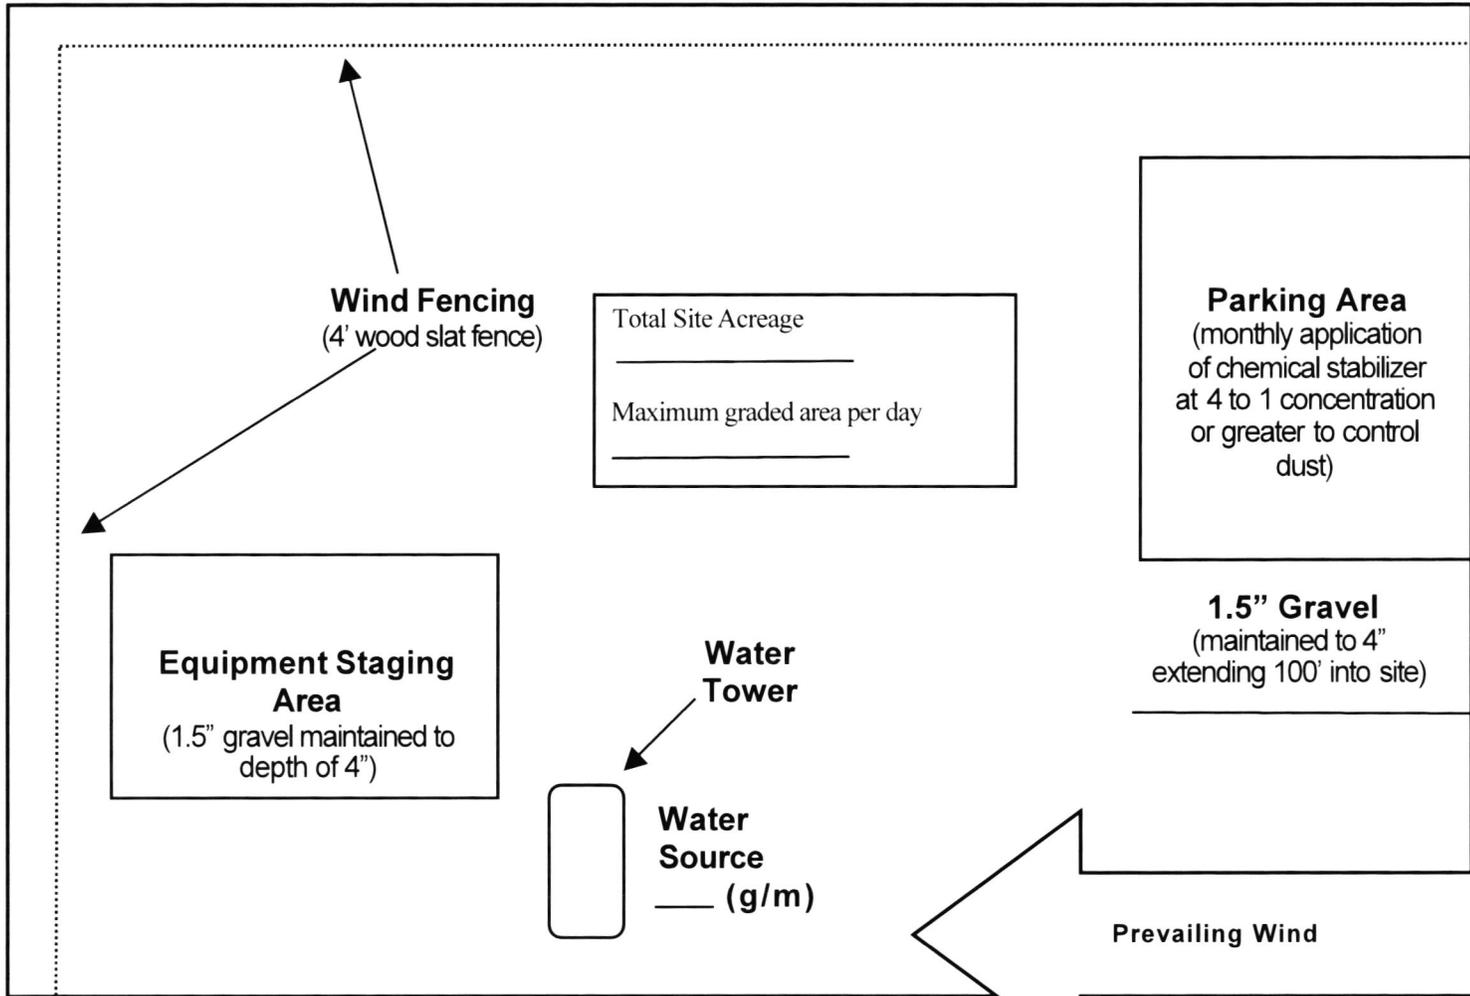 Wind Fencing
(4’ wood slat fence)
Total Site Acreage
Maximum graded area per day
Parking Area
(monthly application
of chemical stabilizer
at 4 to 1 concentration
or greater to control
dust)
1.5” Gravel
(maintained to 4”
extending 100’ into site)
Equipment Staging
Area
(1.5” gravel maintained to
depth of 4”)
Water
Tower
Water
Source
____ (g/m)
Prevailing Wind